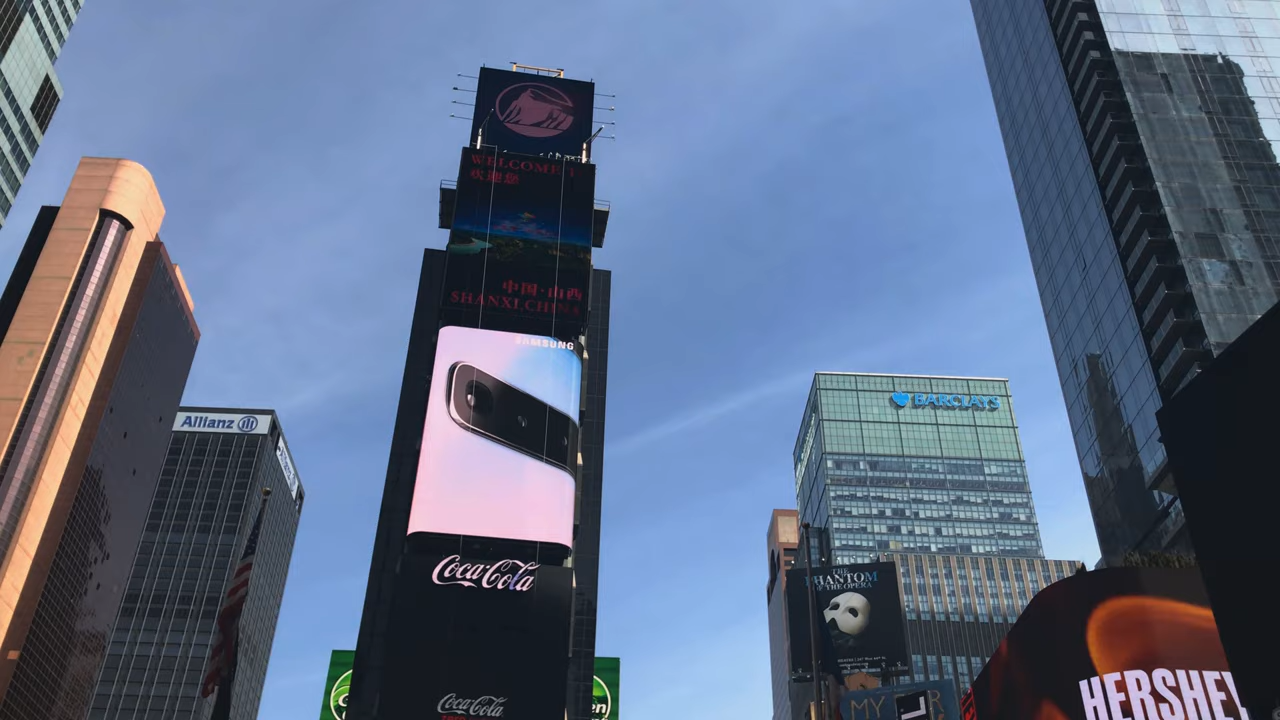 WELCOME T
欢迎您
中国·山西
SHANXI,CHINA
SAMSUNG
Allianz
BARCLAYS
Coca-Cola
THE
PHANTOM
OF THE OPERA
Coca-Cola
MY
HERSHEY